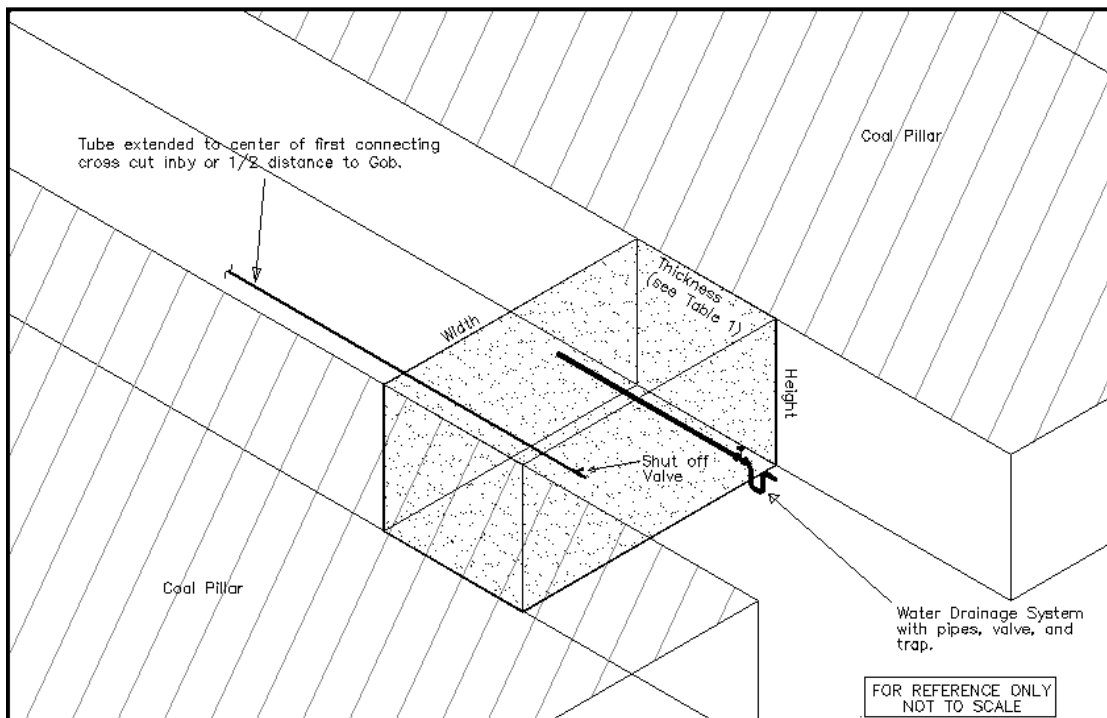 Coal Pillar
Tube extended to center of first connecting
cross cut inby or 1/2 distance to Gob.
Thickness
(see Table 1)
Width
Height
Shut off
Valve
Coal Pillar
Water Drainage System
with pipes, valve, and
trap.
FOR REFERENCE ONLY
NOT TO SCALE